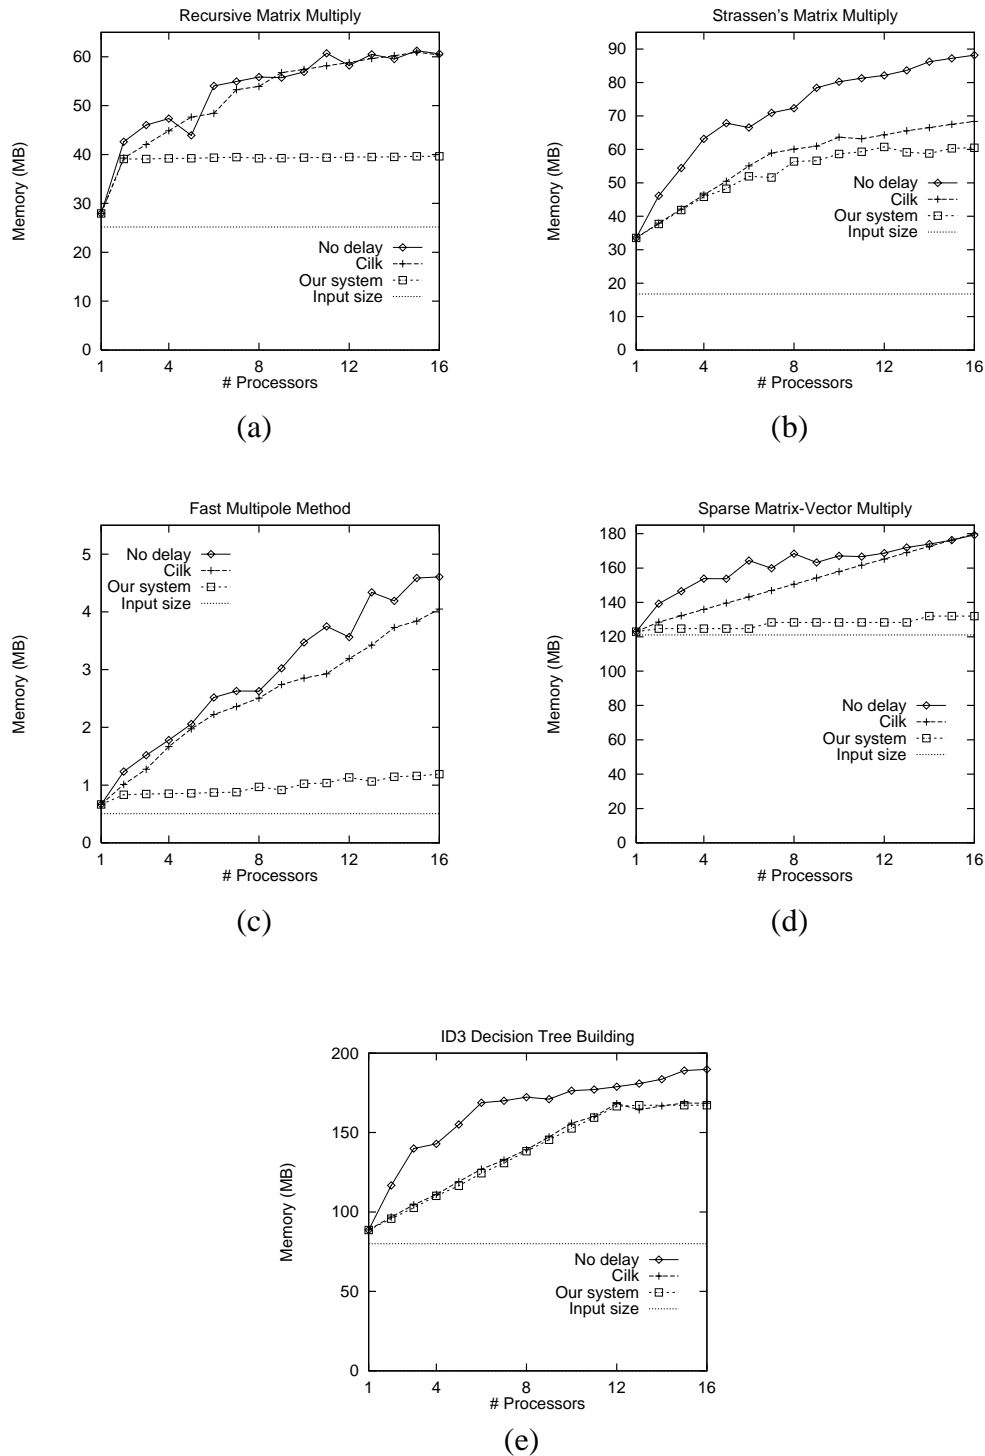 Recursive Matrix Multiply
60
50
40
30
20
10
0
Memory (MB)
No delay
Cilk
Our system
Input size
1 4 8 12 16
# Processors
(a)
Strassen's Matrix Multiply
90
80
70
60
50
40
30
20
10
0
Memory (MB)
No delay
Cilk
Our system
Input size
1 4 8 12 16
# Processors
(b)
Fast Multipole Method
5
4
3
2
1
0
Memory (MB)
No delay
Cilk
Our system
Input size
1 4 8 12 16
# Processors
(c)
Sparse Matrix-Vector Multiply
180
160
140
120
100
80
60
40
20
0
Memory (MB)
No delay
Cilk
Our system
Input size
1 4 8 12 16
# Processors
(d)
ID3 Decision Tree Building
200
150
100
50
0
Memory (MB)
No delay
Cilk
Our system
Input size
1 4 8 12 16
# Processors
(e)